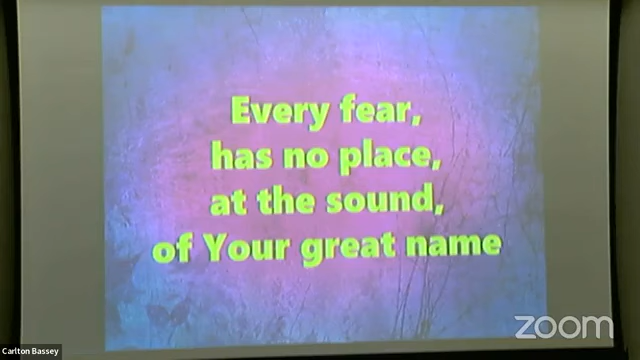 Every fear,
has no place,
at the sound,
of Your great name
zoom
Carlton Bassey